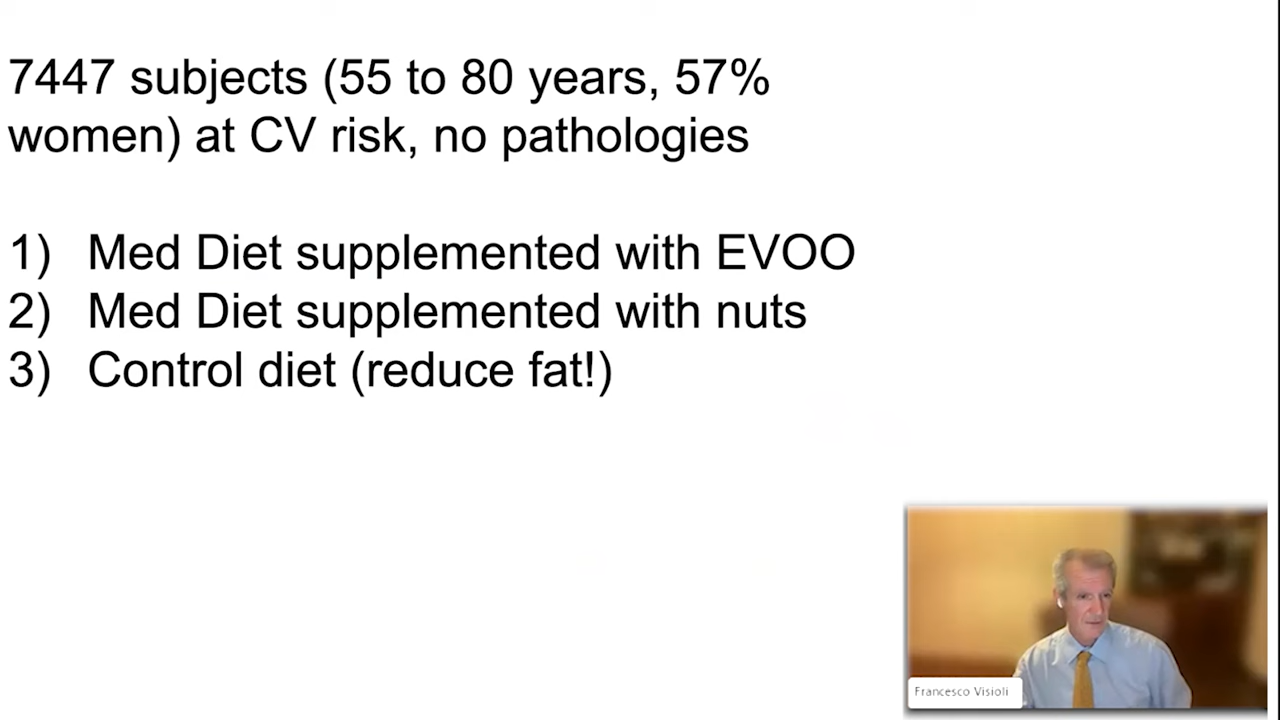 7447 subjects (55 to 80 years, 57%
women) at CV risk, no pathologies
1) Med Diet supplemented with EVOO
2) Med Diet supplemented with nuts
3) Control diet (reduce fat!)
Francesco Visioli